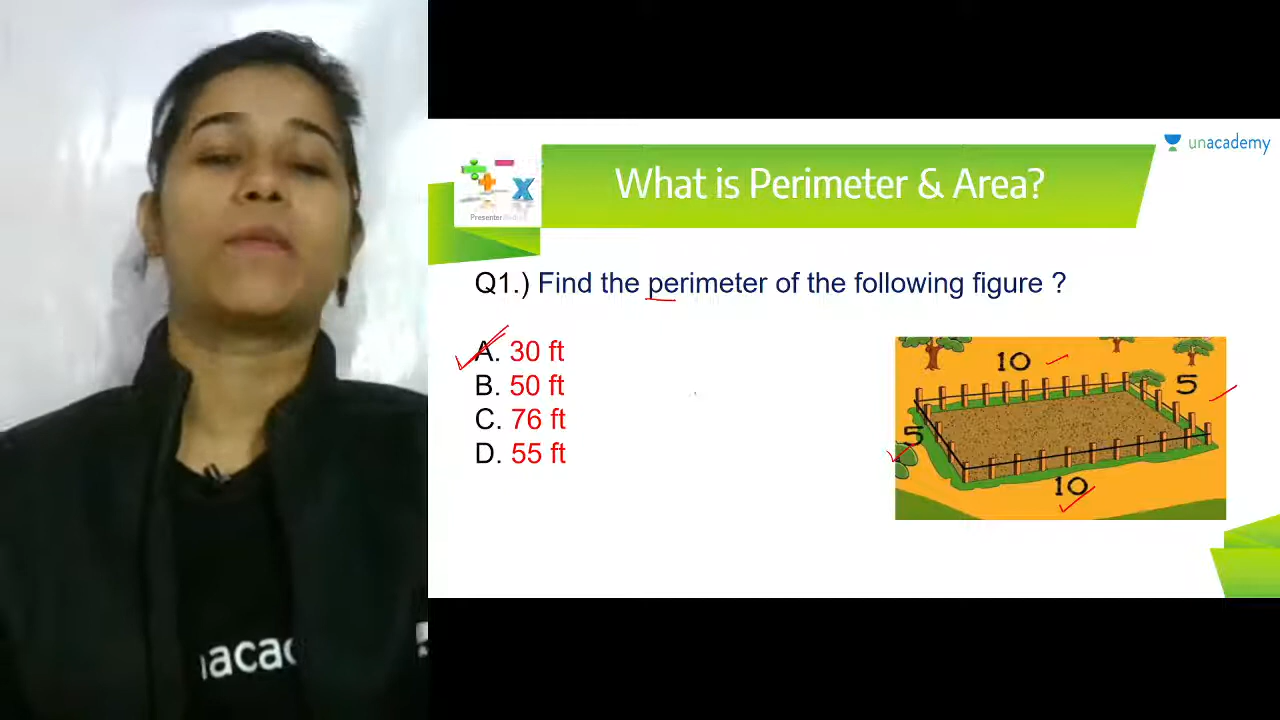 unacademy
What is Perimeter & Area?
Presenter
Q1.) Find the perimeter of the following figure ?
A. 30 ft
B. 50 ft
C. 76 ft
D. 55 ft
10
5
5
10